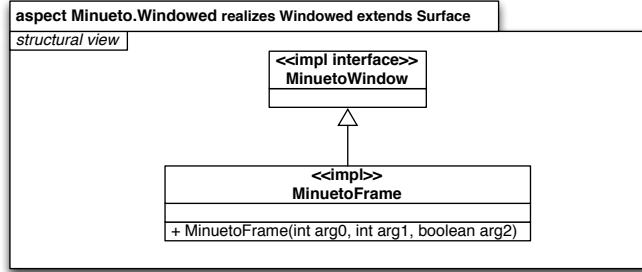 aspect Minueto.Windowed realizes Windowed extends Surface
structural view
<<impl interface>>
MinuetoWindow
<<impl>>
MinuetoFrame
+ MinuetoFrame(int arg0, int arg1, boolean arg2)